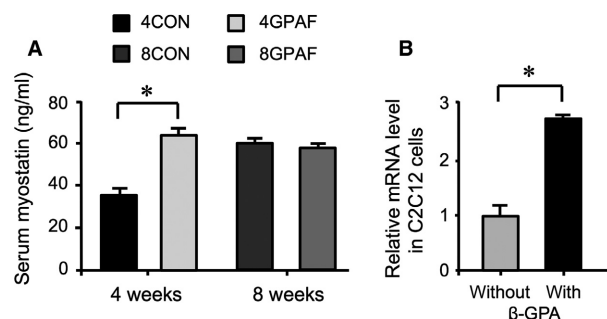 4CON
4GPAF
8CON
8GPAF
A
Serum myostatin (ng/ml)
80
60
40
60
0
*
4 weeks
8 weeks
B
Relative mRNA level
in C2C12 cells
3
2
1
0
*
Without
With
β-GPA